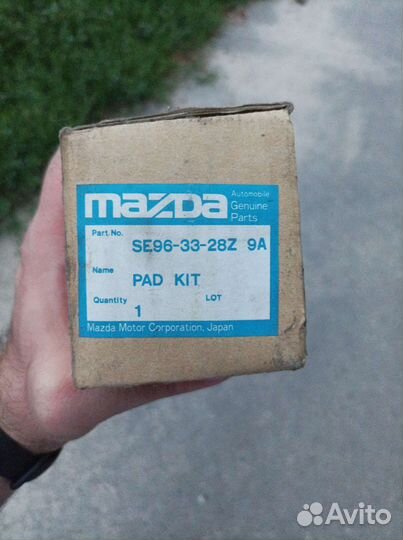 mazda
Automobile
Genuine
Parts
Part No. SE96-33-28Z 9A
Name PAD KIT
Quantity 1 LOT
Mazda Motor Corporation, Japan
Avito